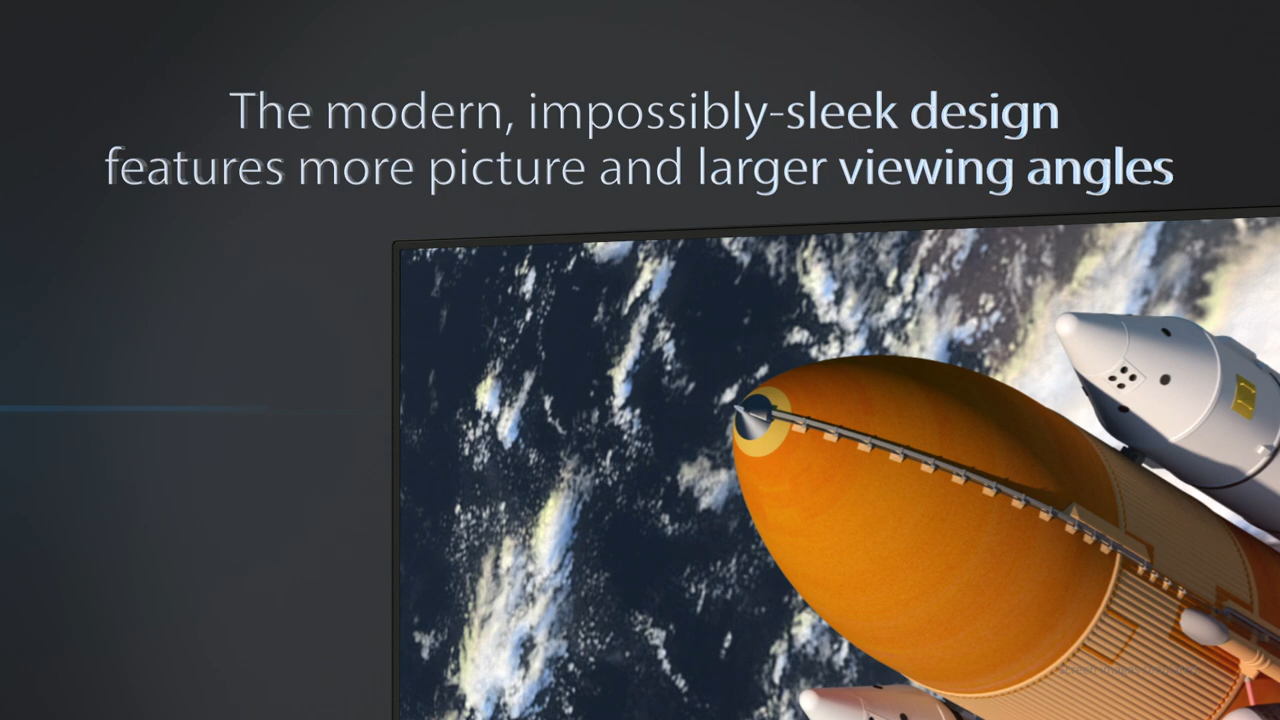 The modern, impossibly-sleek design
features more picture and larger viewing angles